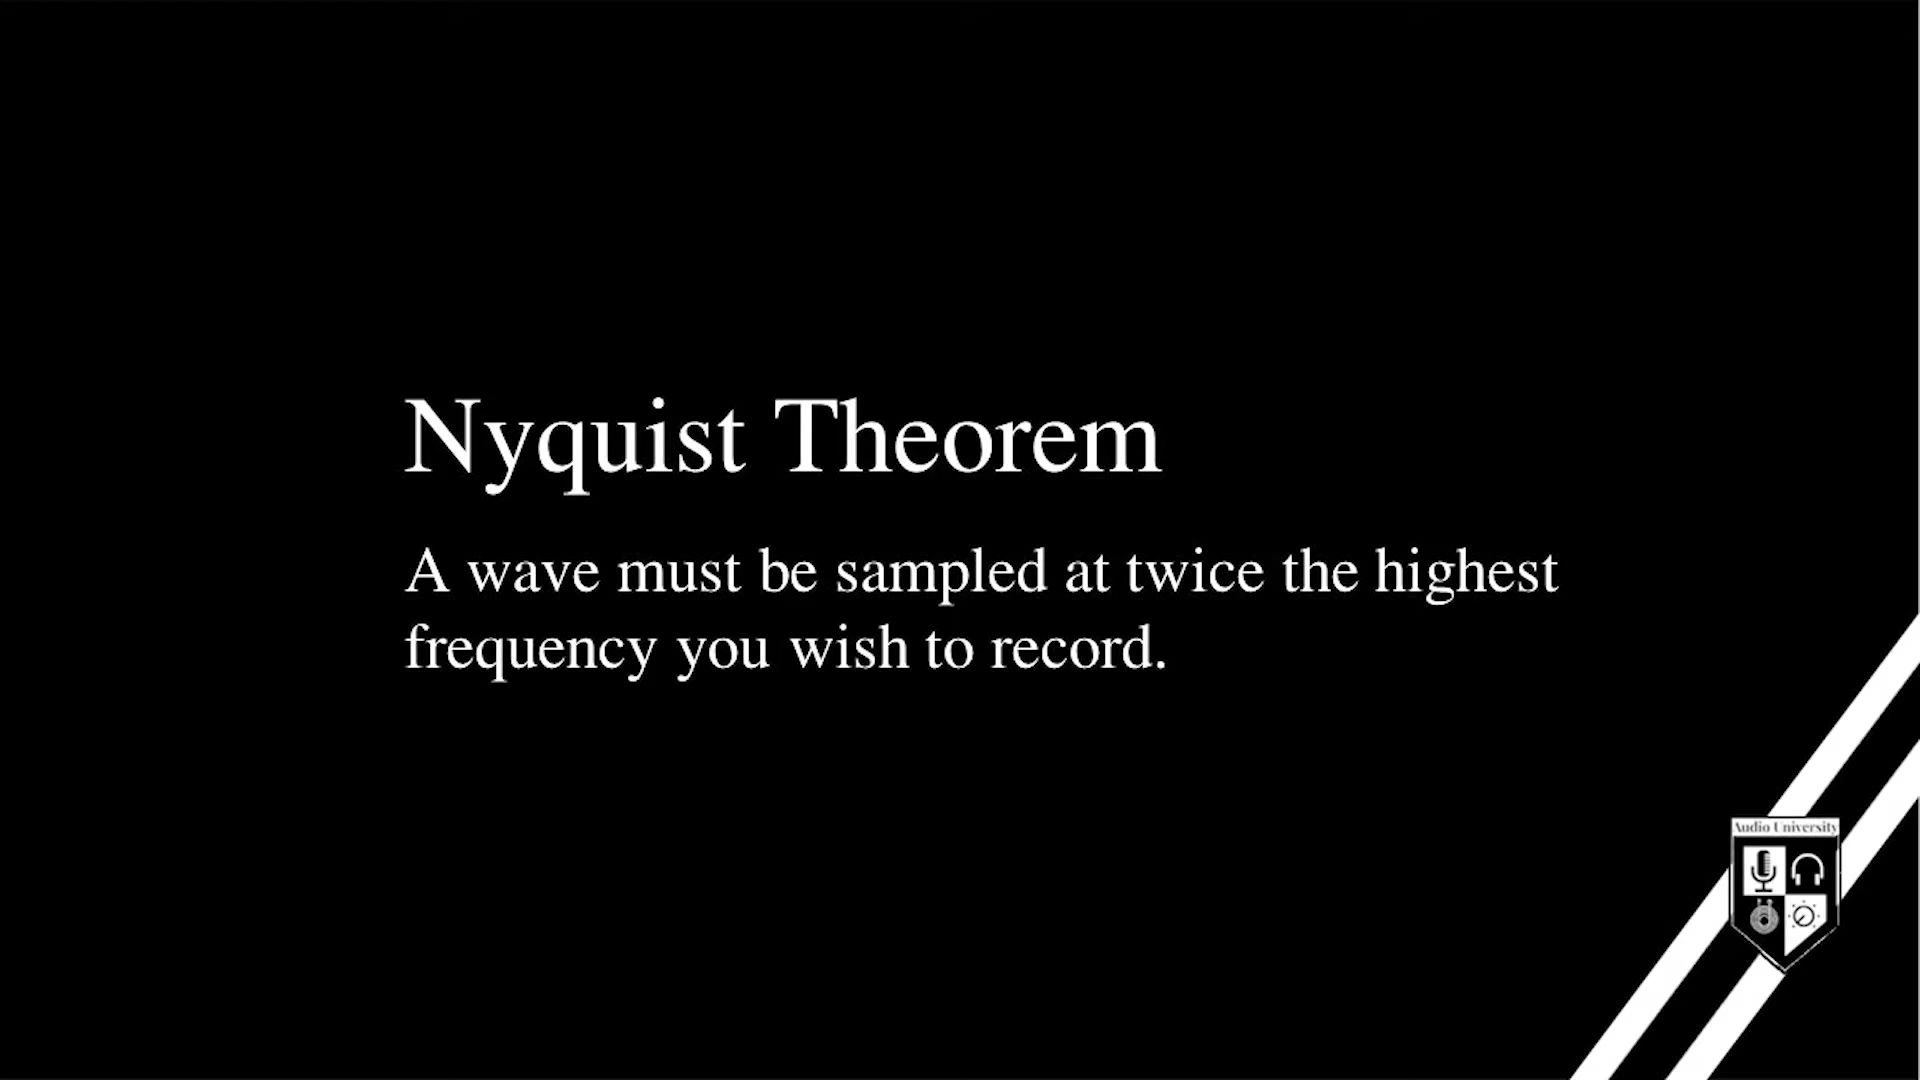 Nyquist Theorem
A wave must be sampled at twice the highest
frequency you wish to record.
Audio University